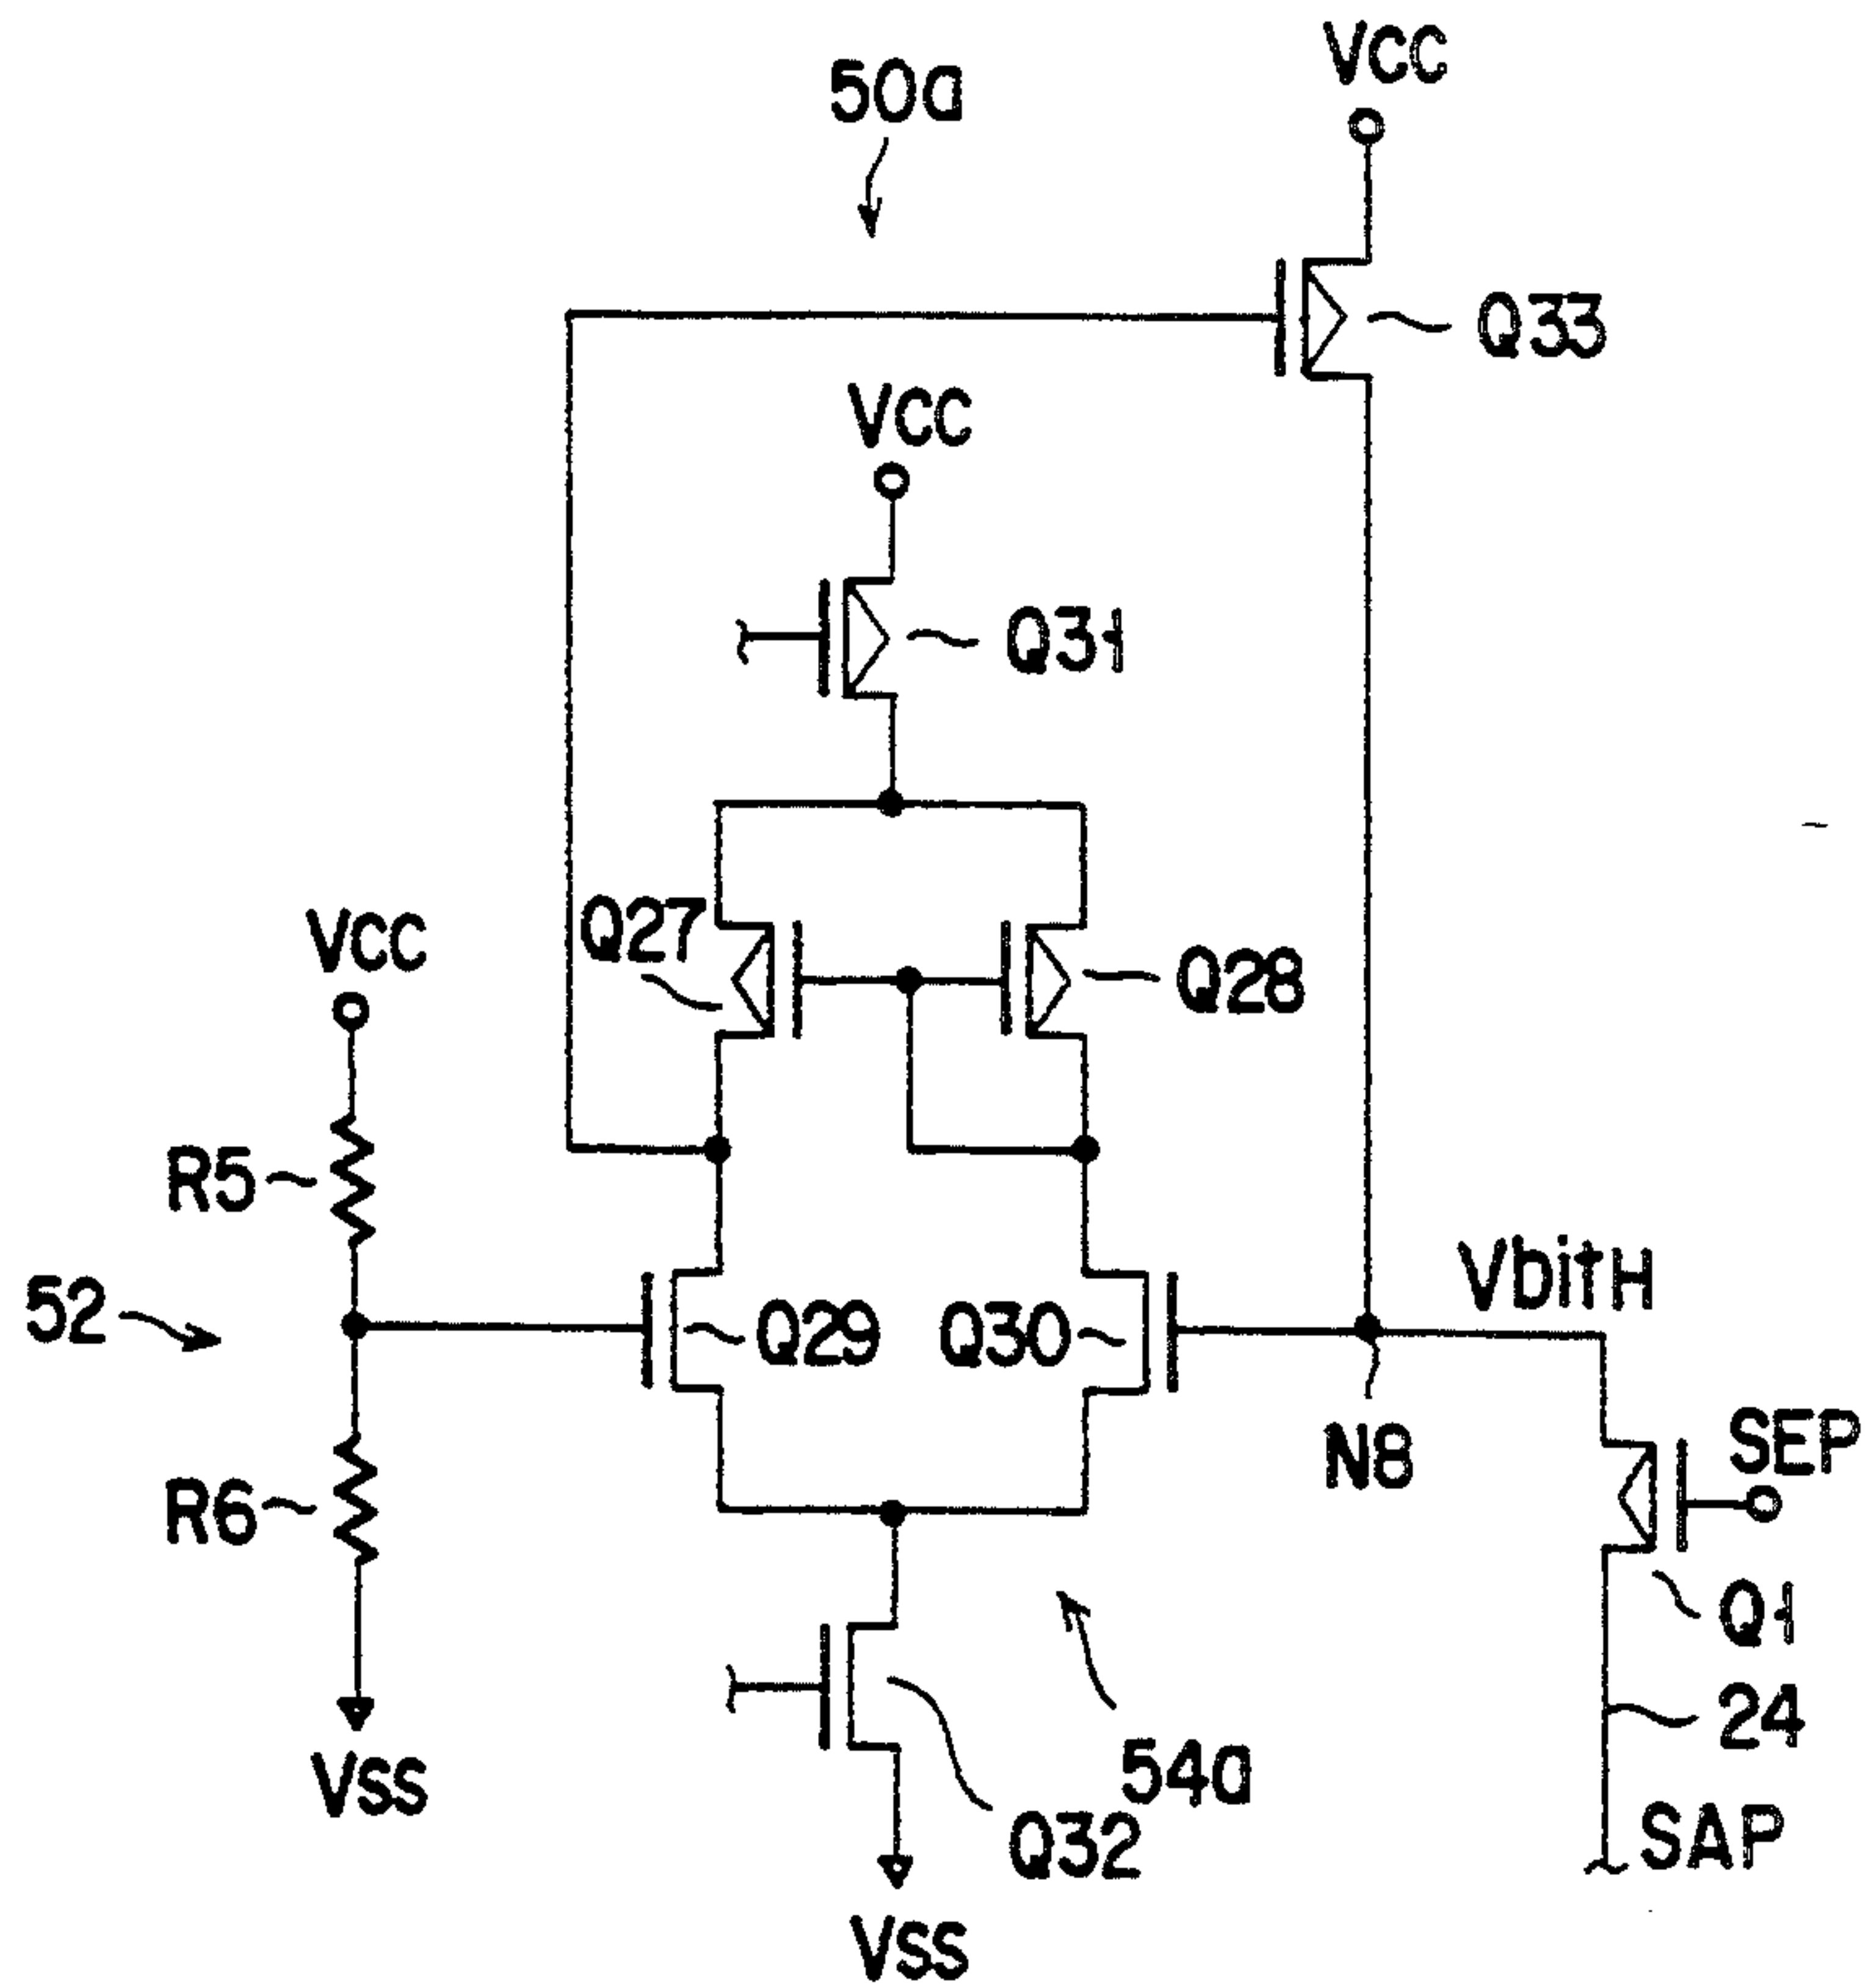 VCC
50a
Q33
VCC
Q31
VCC
Q27
Q28
R5
VbitH
52
Q29
Q30
N8
SEP
R6
Q1
24
54a
VSS
Q32
SAP
VSS